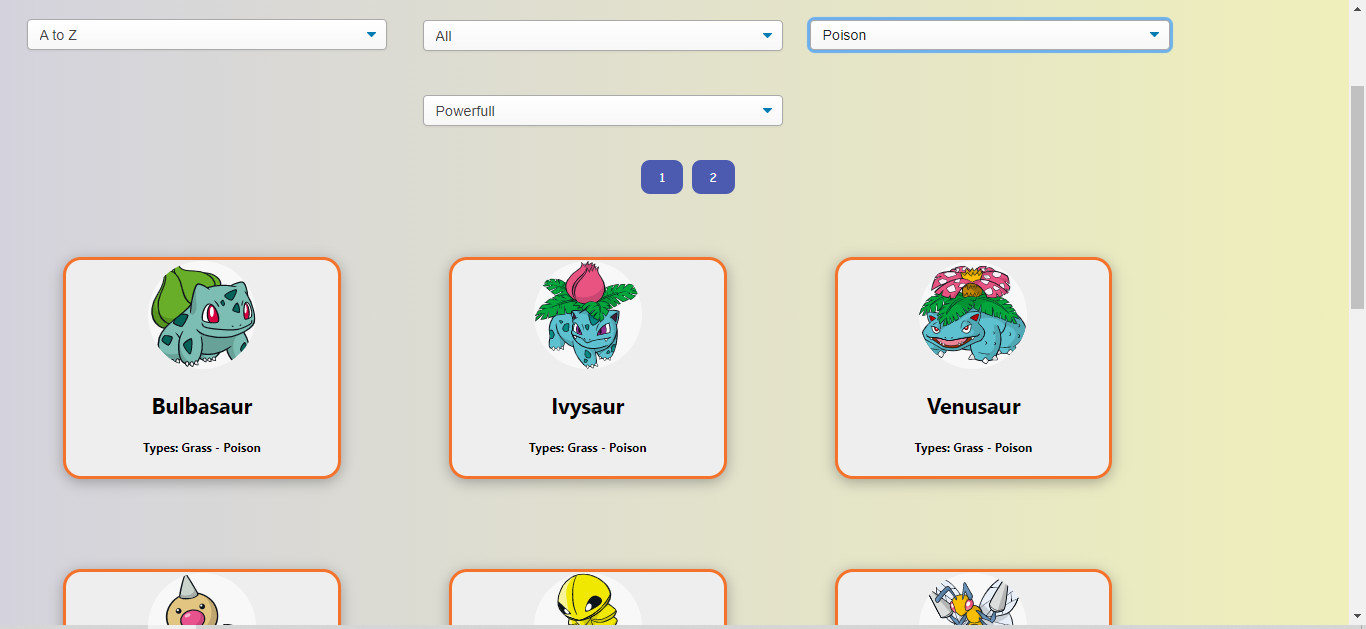 A to Z
All
Poison
Powerfull
1 2
Bulbasaur
Types: Grass - Poison
Ivysaur
Types: Grass - Poison
Venusaur
Types: Grass - Poison